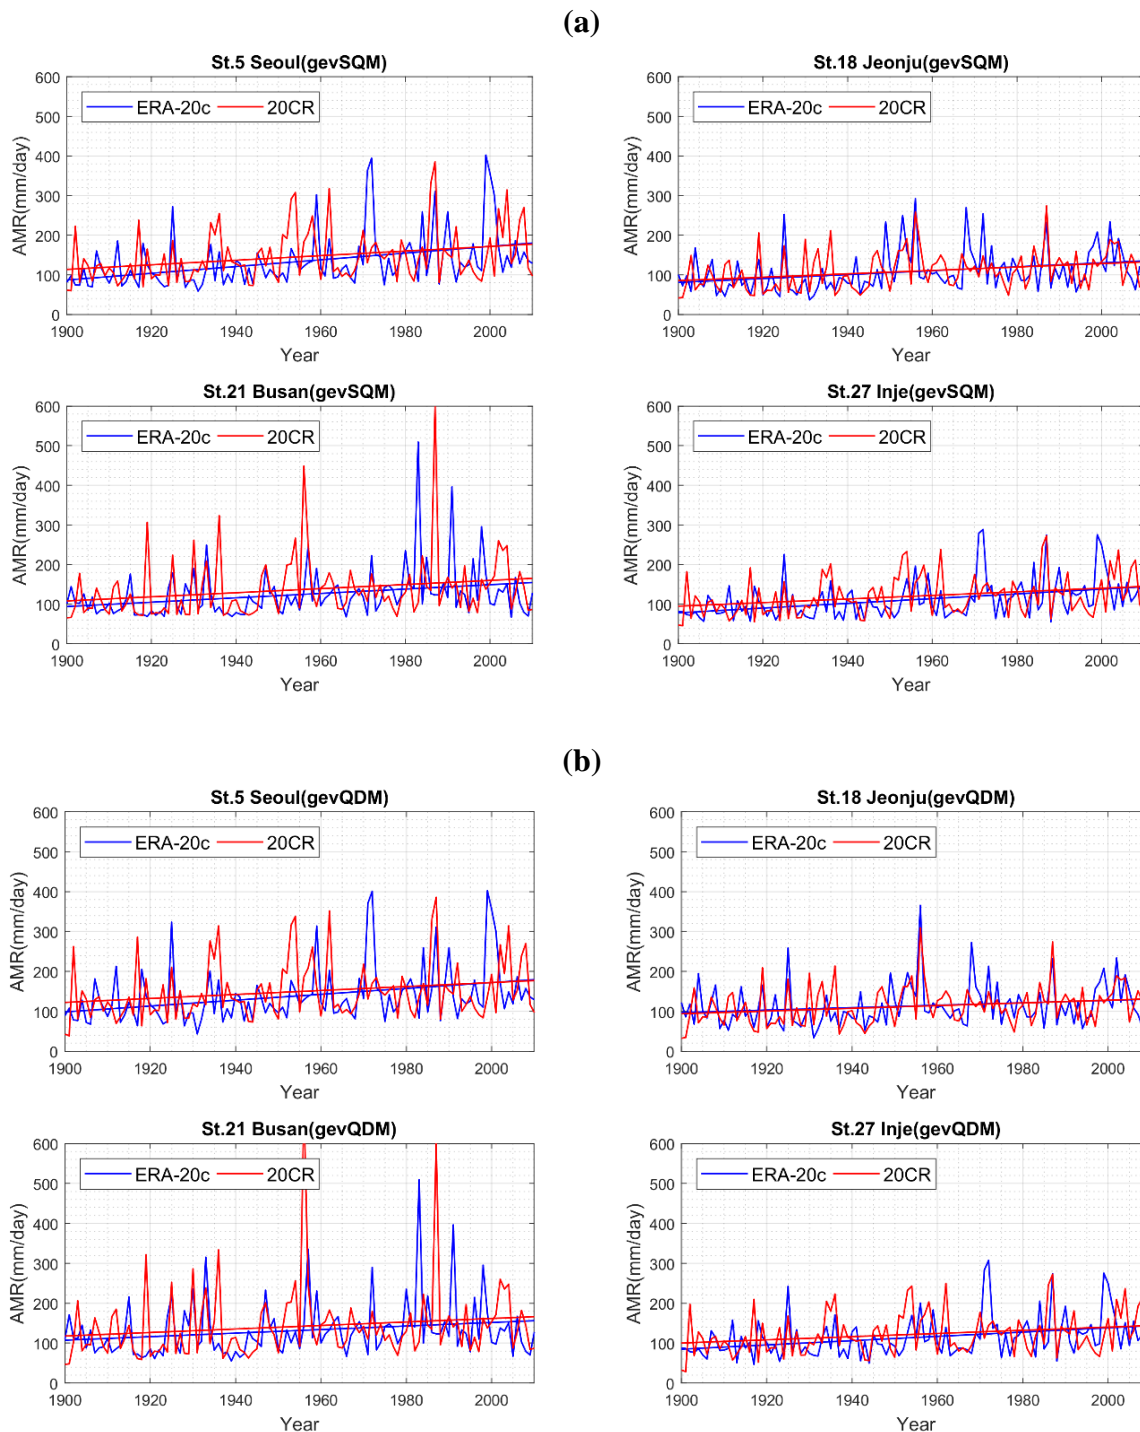 (a)
St.5 Seoul(gevSQM)
600
500
400
300
200
100
0
AMR(mm/day)
ERA-20c
20CR
1900 1920 1940 1960 1980 2000
Year
St.18 Jeonju(gevSQM)
600
500
400
300
200
100
0
AMR(mm/day)
ERA-20c
20CR
1900 1920 1940 1960 1980 2000
Year
St.21 Busan(gevSQM)
600
500
400
300
200
100
0
AMR(mm/day)
ERA-20c
20CR
1900 1920 1940 1960 1980 2000
Year
St.27 Inje(gevSQM)
600
500
400
300
200
100
0
AMR(mm/day)
ERA-20c
20CR
1900 1920 1940 1960 1980 2000
Year
(b)
St.5 Seoul(gevQDM)
600
500
400
300
200
100
0
AMR(mm/day)
ERA-20c
20CR
1900 1920 1940 1960 1980 2000
Year
St.18 Jeonju(gevQDM)
600
500
400
300
200
100
0
AMR(mm/day)
ERA-20c
20CR
1900 1920 1940 1960 1980 2000
Year
St.21 Busan(gevQDM)
600
500
400
300
200
100
0
AMR(mm/day)
ERA-20c
20CR
1900 1920 1940 1960 1980 2000
Year
St.27 Inje(gevQDM)
600
500
400
300
200
100
0
AMR(mm/day)
ERA-20c
20CR
1900 1920 1940 1960 1980 2000
Year